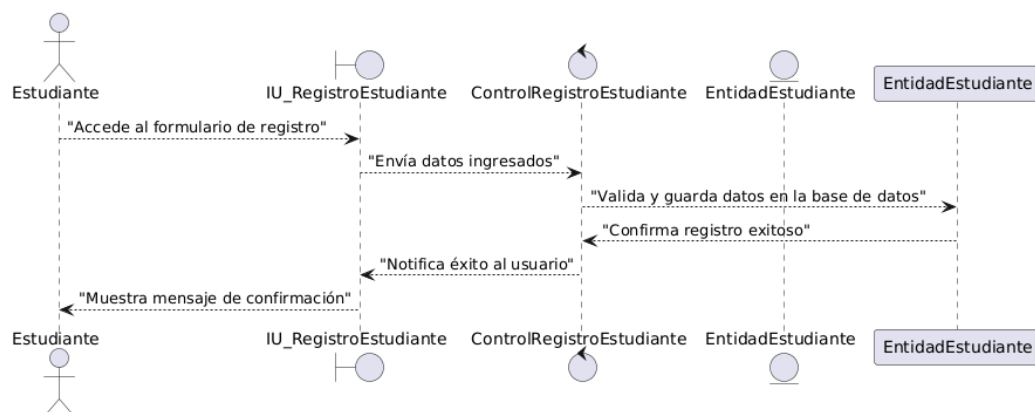 Estudiante
IU_RegistroEstudiante
ControlRegistroEstudiante
EntidadEstudiante
EntidadEstudiante
"Accede al formulario de registro"
"Envía datos ingresados"
"Valida y guarda datos en la base de datos"
"Confirma registro exitoso"
"Notifica éxito al usuario"
"Muestra mensaje de confirmación"
Estudiante
IU_RegistroEstudiante
ControlRegistroEstudiante
EntidadEstudiante
EntidadEstudiante